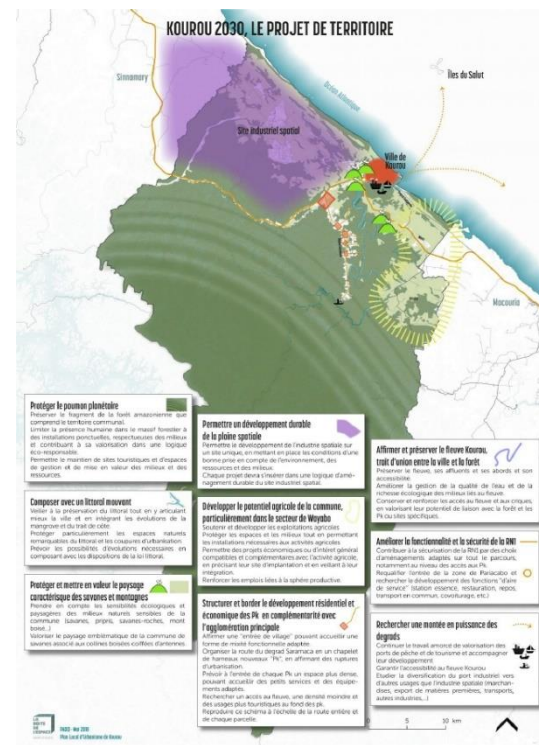 KOUROU 2030, LE PROJET DE TERRITOIRE
Sinnamary
Océan Atlantique
Îles du Salut
Site industriel spatial
Ville de
Kourou
Macouria
Protéger le poumon planétaire
Préserver le fragment de la forêt amazonienne que
comprend le territoire communal.
Limiter la présence humaine dans le massif forestier à
des installations ponctuelles, respectueuses des milieux
et contribuant à sa valorisation dans une logique
éco-responsable.
Permettre le maintien de sites touristiques et d'espaces
de gestion et de mise en valeur des milieux et des
ressources.
Composer avec un littoral mouvant
Veiller à la préservation du littoral tout en y articulant
mieux la ville et en intégrant les évolutions de la
mangrove et du trait de côte.
Protéger particulièrement les espaces naturels
remarquables du littoral et les coupures d'urbanisation.
Prévoir les possibilités d'évolutions nécessaires en
composant avec les dispositions de la loi littoral.
Protéger et mettre en valeur le paysage
caractéristique des savanes et montagnes
Prendre en compte les sensibilités écologiques et
paysagères des milieux naturels sensibles de la
commune (savanes, pripris, savanes-roches, mont
boisé...)
Valoriser le paysage emblématique de la commune de
savanes associé aux collines boisées coiffées d'antennes.
Permettre un développement durable
de la plaine spatiale
Permettre le développement de l'industrie spatiale sur
un site unique, en mettant en place les conditions d'une
bonne prise en compte de l'environnement, des
ressources et des milieux.
Chaque projet devra s'insérer dans une logique d'amé-
nagement durable du site industriel spatial.
Développer le potentiel agricole de la commune,
particulièrement dans le secteur de Wayabo
Soutenir et développer les exploitations agricoles
Protéger les espaces et les milieux tout en permettant
les installations nécessaires aux activités agricoles
Permettre des projets économiques ou d'intérêt général
compatibles et complémentaires avec l'activité agricole,
en précisant leur site d'implantation et en veillant à leur
intégration.
Renforcer les emplois liées à la sphère productive.
Structurer et border le développement résidentiel et
économique des Pk en complémentarité avec
l'agglomération principale
Affirmer une "entrée de village" pouvant accueillir une
forme de mixité fonctionnelle adaptée.
Organiser la route du dégrad Saramaca en un chapelet
de hameaux nouveaux "Pk", en affirmant des ruptures
d'urbanisation.
Prévoir à l'entrée de chaque Pk un espace plus dense,
pouvant accueillir des petits services et des équipe-
ments adaptés.
Rechercher un accès au fleuve, une densité moindre et
des usages plus touristiques au fond des pk.
Reproduire ce schéma à l'échelle de la route entière et
de chaque parcelle.
Affirmer et préserver le fleuve Kourou,
trait d'union entre la ville et la forêt
Préserver le fleuve, ses affluents et ses abords et son
accessibilité
Améliorer la gestion de la qualité de l'eau et de la
richesse écologique des milieux liés au fleuve.
Conserver et renforcer les accès au fleuve et aux criques,
en valorisant leur potentiel de liaison avec la forêt et les
Pk ou sites spécifiques.
Améliorer la fonctionnalité et la sécurité de la RN1
Contribuer à la sécurisation de la RN1 par des choix
d'aménagements adaptés sur tout le parcours,
notamment au niveau des accès aux Pk.
Requalifier l'entrée de la zone de Pariacabo et
rechercher le développement des fonctions "d'aire
de service" (station essence, restauration, repos,
transport en commun, covoiturage, etc.)
Rechercher une montée en puissance des
degrads
Continuer le travail amorcé de valorisation des
ports de pêche et de tourisme et accompagner
leur développement
Garantir l'accessibilité au fleuve Kourou
Etudier la diversification du port industriel vers
d'autres usages que l'industrie spatiale (marchan-
dises, export de matières premières, transports,
autres industries,...)
PADD - Mai 2018
Plan Local d'Urbanisme de Kourou
0
5
10 km